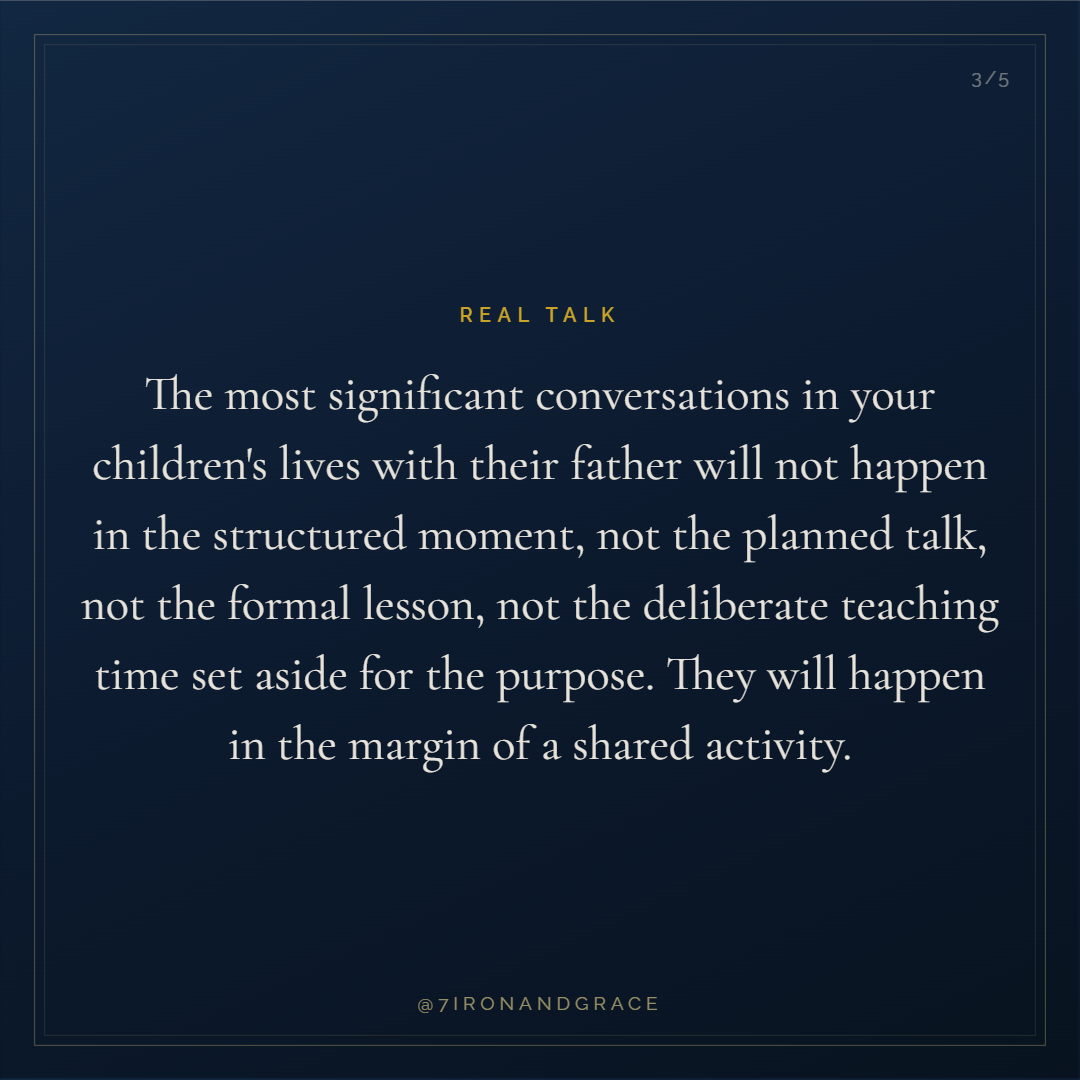 3/5
REAL TALK
The most significant conversations in your
children's lives with their father will not happen
in the structured moment, not the planned talk,
not the formal lesson, not the deliberate teaching
time set aside for the purpose. They will happen
in the margin of a shared activity.
@7IRONANDGRACE